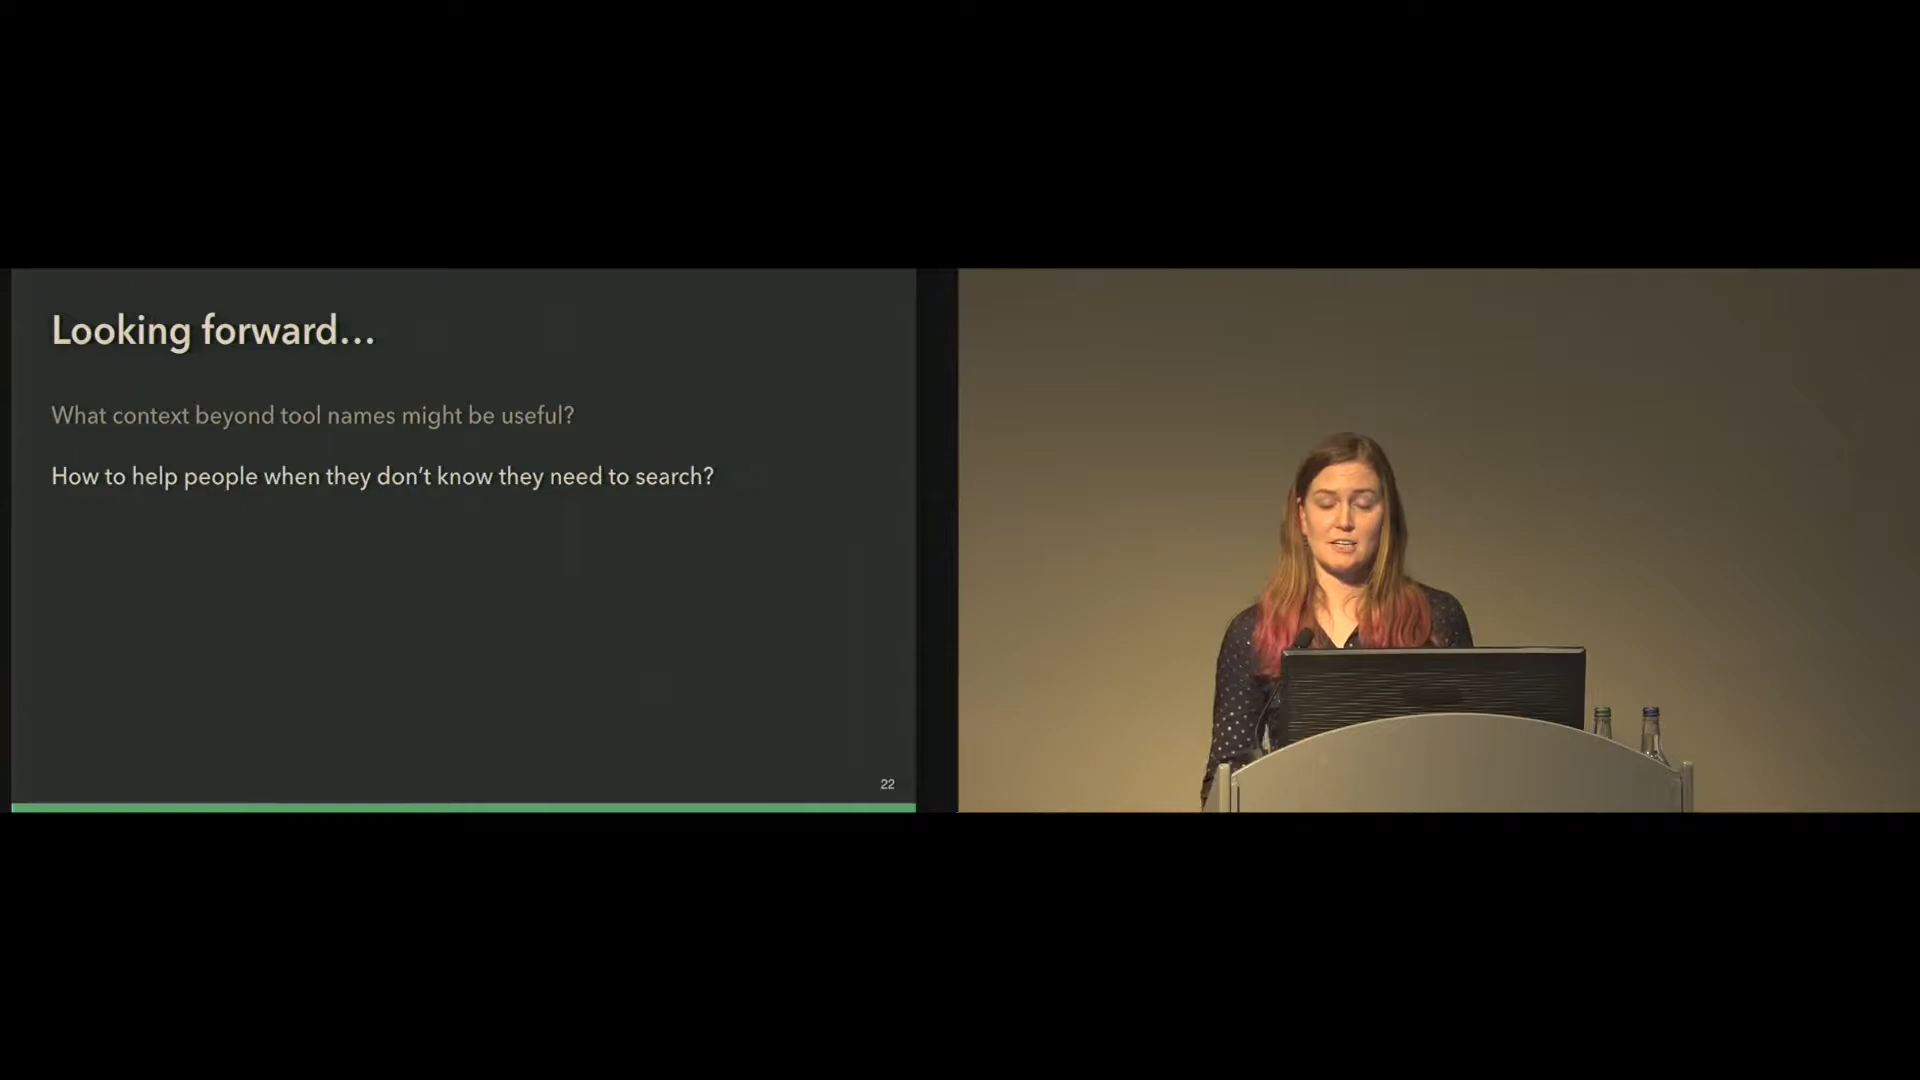 Looking forward...
What context beyond tool names might be useful?
How to help people when they don't know they need to search?
22